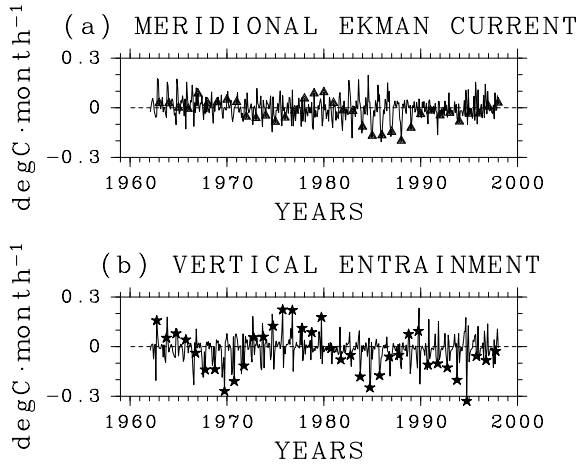 (a) MERIDIONAL EKMAN CURRENT
0.3
0
−0.3
degC·month⁻¹
1960 1970 1980 1990 2000
YEARS
(b) VERTICAL ENTRAINMENT
0.3
0
−0.3
degC·month⁻¹
1960 1970 1980 1990 2000
YEARS